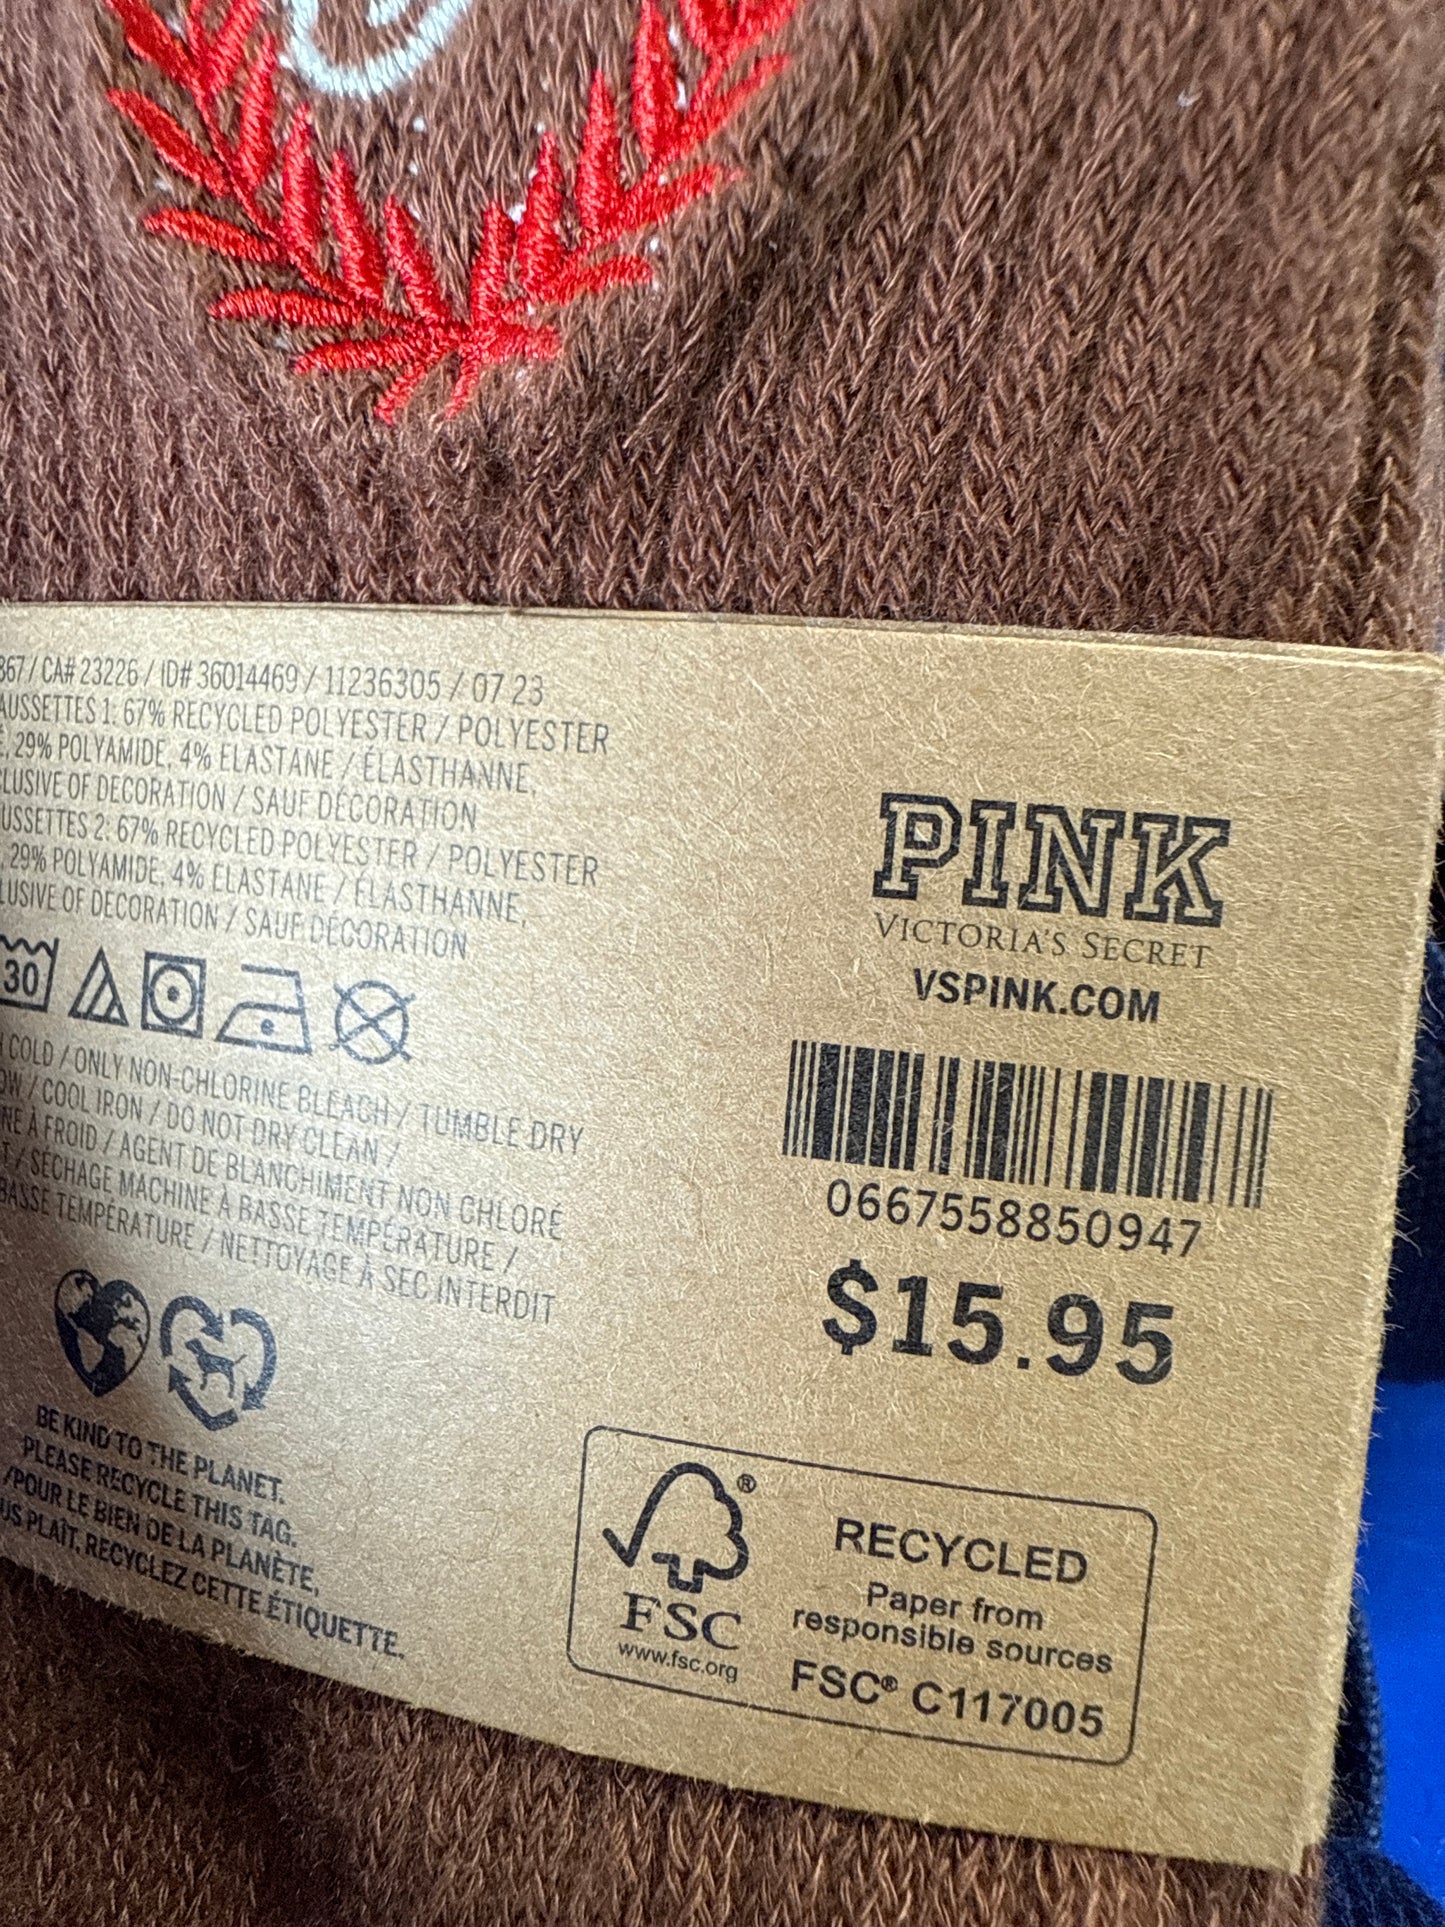 867 / CA# 23226 / ID# 36014469 / 11236305 / 07 23
AUSSETTES 1: 67% RECYCLED POLYESTER / POLYESTER
29% POLYAMIDE, 4% ELASTANE / ÉLASTHANNE,
CLUSIVE OF DECORATION / SAUF DÉCORATION
USSETTES 2: 67% RECYCLED POLYESTER / POLYESTER
29% POLYAMIDE, 4% ELASTANE / ÉLASTHANNE,
LUSIVE OF DECORATION / SAUF DÉCORATION
30
COLD / ONLY NON-CHLORINE BLEACH / TUMBLE DRY
OW / COOL IRON / DO NOT DRY CLEAN /
NE À FROID / AGENT DE BLANCHIMENT NON CHLORÉ
T / SÉCHAGE MACHINE À BASSE TEMPÉRATURE /
BASSE TEMPÉRATURE / NETTOYAGE À SEC INTERDIT
BE KIND TO THE PLANET.
PLEASE RECYCLE THIS TAG.
/POUR LE BIEN DE LA PLANÈTE,
US PLAÎT, RECYCLEZ CETTE ÉTIQUETTE.
PINK
VICTORIA'S SECRET
VSPINK.COM
0667558850947
$15.95
®
FSC
www.fsc.org
RECYCLED
Paper from
responsible sources
FSC® C117005